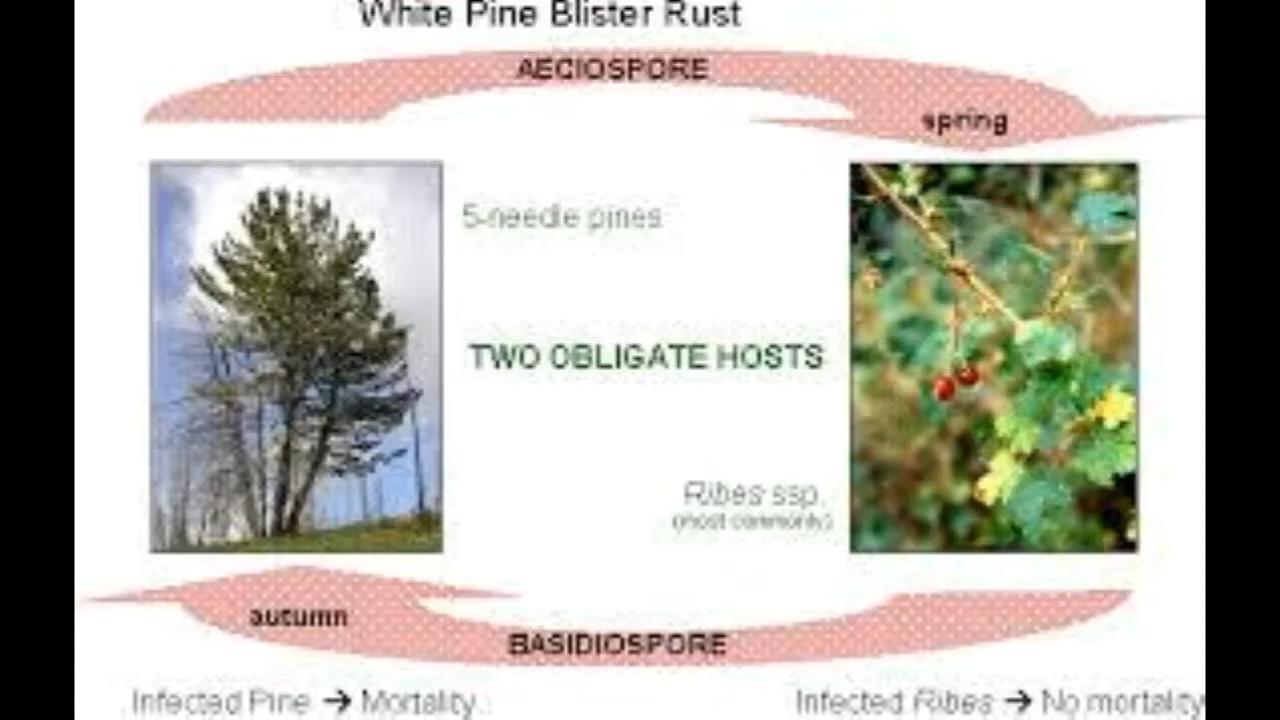 White Pine Blister Rust
AECIOSPORE
spring
5-needle pines
TWO OBLIGATE HOSTS
Ribes ssp.
(most commonly)
autumn
BASIDIOSPORE
Infected Pine → Mortality
Infected Ribes → No mortality